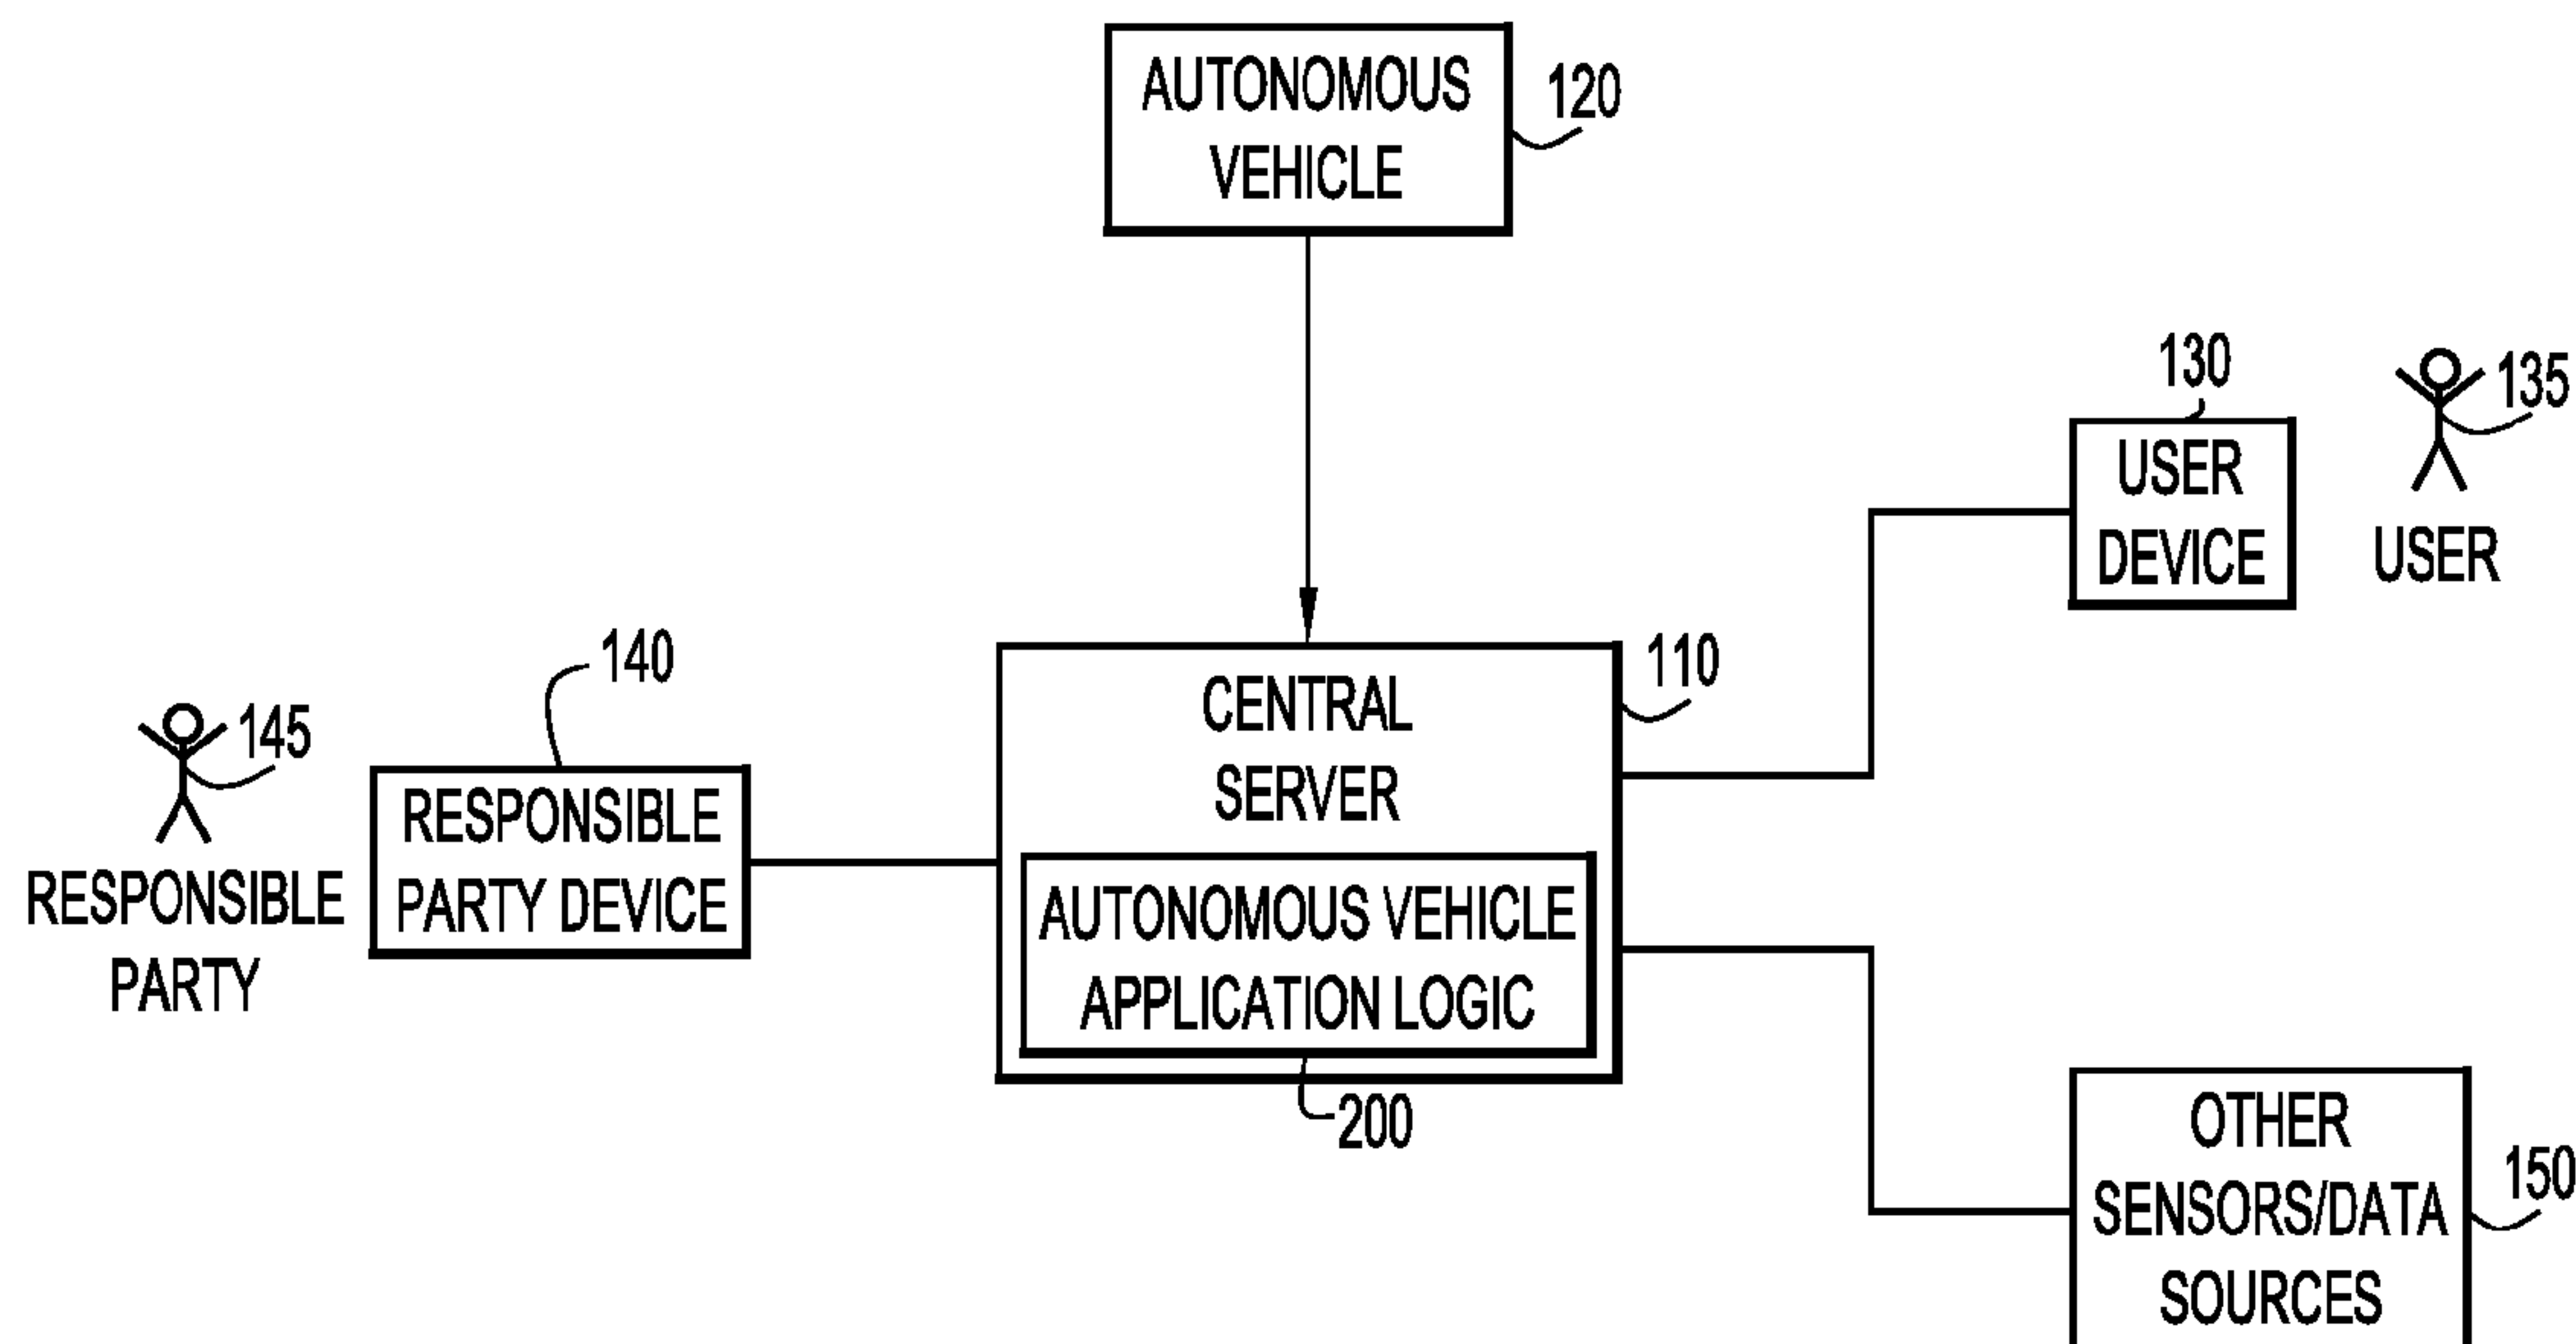 AUTONOMOUS
VEHICLE
120
130
135
USER
DEVICE
USER
140
110
145
RESPONSIBLE
PARTY
RESPONSIBLE
PARTY DEVICE
CENTRAL
SERVER
AUTONOMOUS VEHICLE
APPLICATION LOGIC
200
OTHER
SENSORS/DATA
SOURCES
150